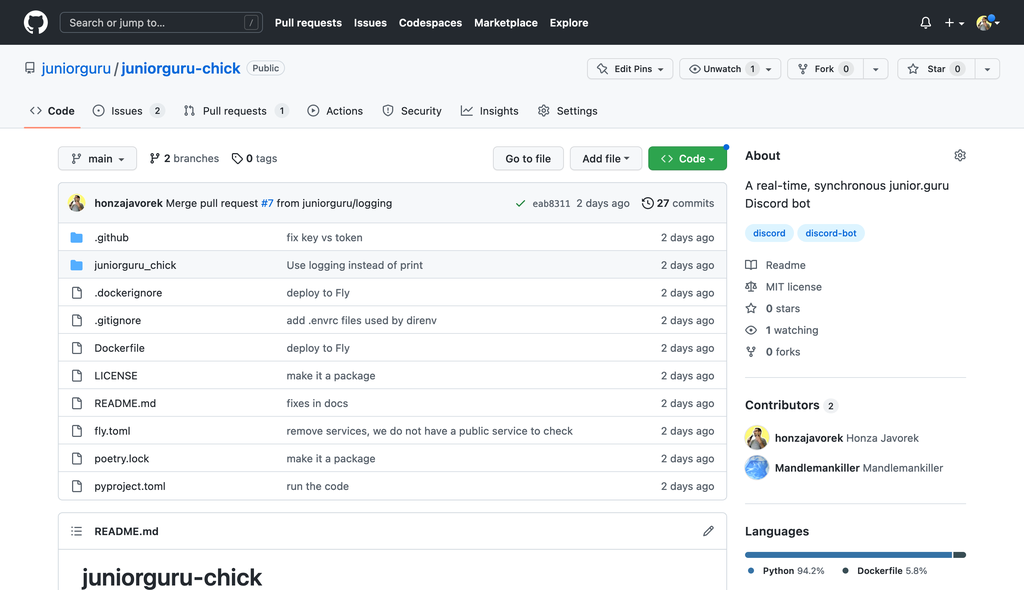 Search or jump to... / Pull requests Issues Codespaces Marketplace Explore
juniorguru / juniorguru-chick Public Edit Pins Unwatch 1 Fork 0 Star 0
Code Issues 2 Pull requests 1 Actions Security Insights Settings
main 2 branches 0 tags Go to file Add file Code
honzajavorek Merge pull request #7 from juniorguru/logging eab8311 2 days ago 27 commits
.github fix key vs token 2 days ago
juniorguru_chick Use logging instead of print 2 days ago
.dockerignore deploy to Fly 2 days ago
.gitignore add .envrc files used by direnv 2 days ago
Dockerfile deploy to Fly 2 days ago
LICENSE make it a package 2 days ago
README.md fixes in docs 2 days ago
fly.toml remove services, we do not have a public service to check 2 days ago
poetry.lock make it a package 2 days ago
pyproject.toml run the code 2 days ago
README.md
juniorguru-chick
About
A real-time, synchronous junior.guru
Discord bot
discord discord-bot
Readme
MIT license
0 stars
1 watching
0 forks
Contributors 2
honzajavorek Honza Javorek
Mandlemankiller Mandlemankiller
Languages
Python 94.2% Dockerfile 5.8%